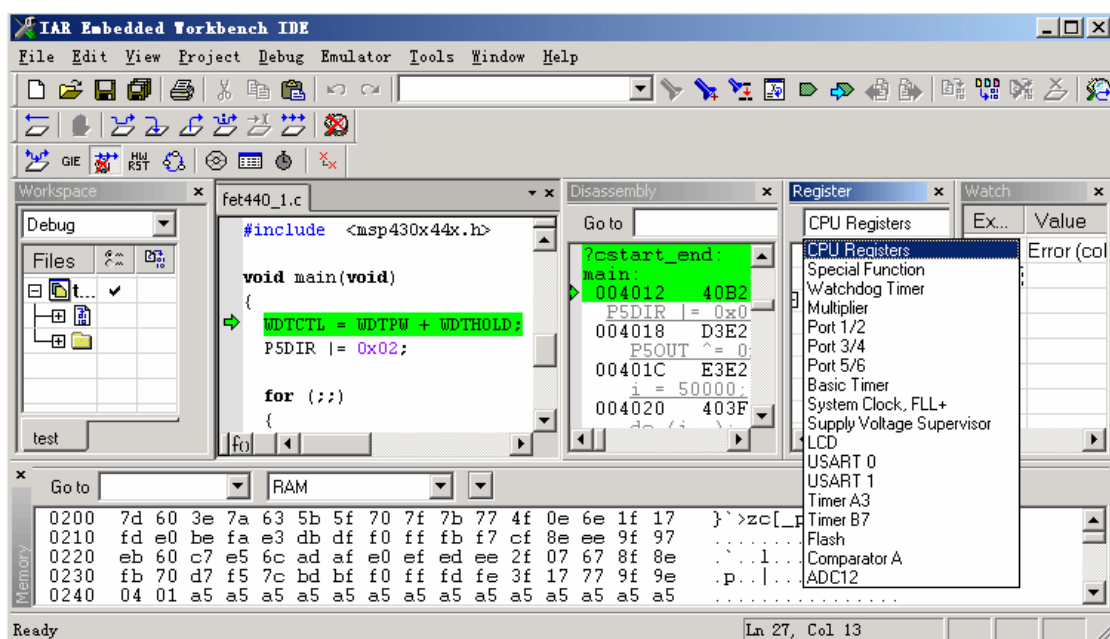 IAR Embedded Workbench IDE
File Edit View Project Debug Emulator Tools Window Help
GIE HW RST
Workspace
Debug
Files
t...
test
fet440_1.c
#include <msp430x44x.h>
void main(void)
{
WDTCTL = WDTPW + WDTHOLD;
P5DIR |= 0x02;
for (;;)
{
f()
Disassembly
Go to
?cstart_end:
main:
004012 40B2
P5DIR |= 0x0
004018 D3E2
P5OUT ^= 0
00401C E3E2
i = 50000;
004020 403F
Register
CPU Registers
CPU Registers
Special Function
Watchdog Timer
Multiplier
Port 1/2
Port 3/4
Port 5/6
Basic Timer
System Clock, FLL+
Supply Voltage Supervisor
LCD
USART 0
USART 1
Timer A3
Timer B7
Flash
Comparator A
ADC12
Watch
Ex... Value
Error (col
Memory
Go to RAM
0200 7d 60 3e 7a 63 5b 5f 70 7f 7b 77 4f 0e 6e 1f 17 }`>zc[_p
0210 fd e0 be fa e3 db df f0 ff fb f7 cf 8e ee 9f 97 ........
0220 eb 60 c7 e5 6c ad af e0 ef ed ee 2f 07 67 8f 8e .`..l...
0230 fb 70 d7 f5 7c bd bf f0 ff fd fe 3f 17 77 9f 9e .p..|...
0240 04 01 a5 a5 a5 a5 a5 a5 a5 a5 a5 a5 a5 a5 a5 a5 ................
Ready Ln 27, Col 13